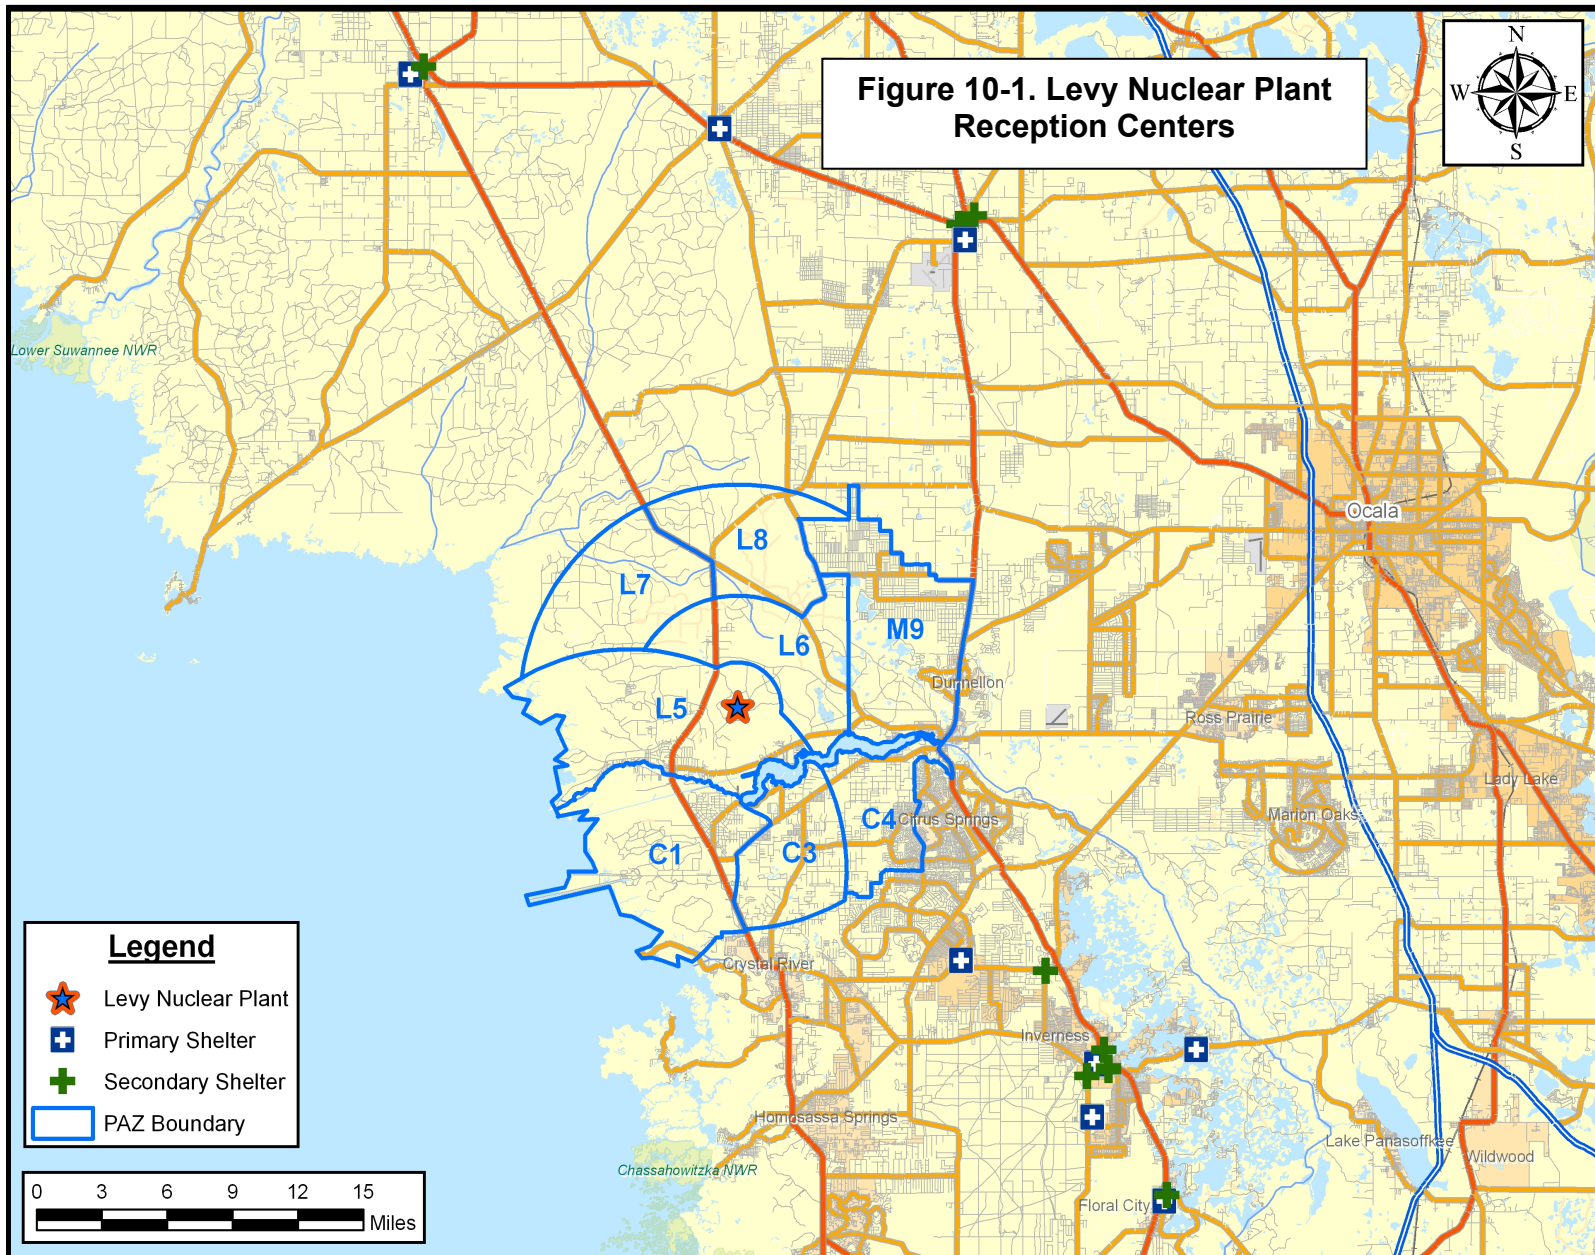 Figure 10-1. Levy Nuclear Plant
Reception Centers
N
W E
S
Lower Suwannee NWR
Ocala
L8
L7
M9
L6
Dunnellon
L5
Ross Prairie
Lady Lake
Marion Oaks
C4
Citrus Springs
C1
C3
Crystal River
Inverness
Homosassa Springs
Lake Panasoffkee
Wildwood
Chassahowitzka NWR
Floral City
Legend
Levy Nuclear Plant
Primary Shelter
Secondary Shelter
PAZ Boundary
0 3 6 9 12 15
Miles